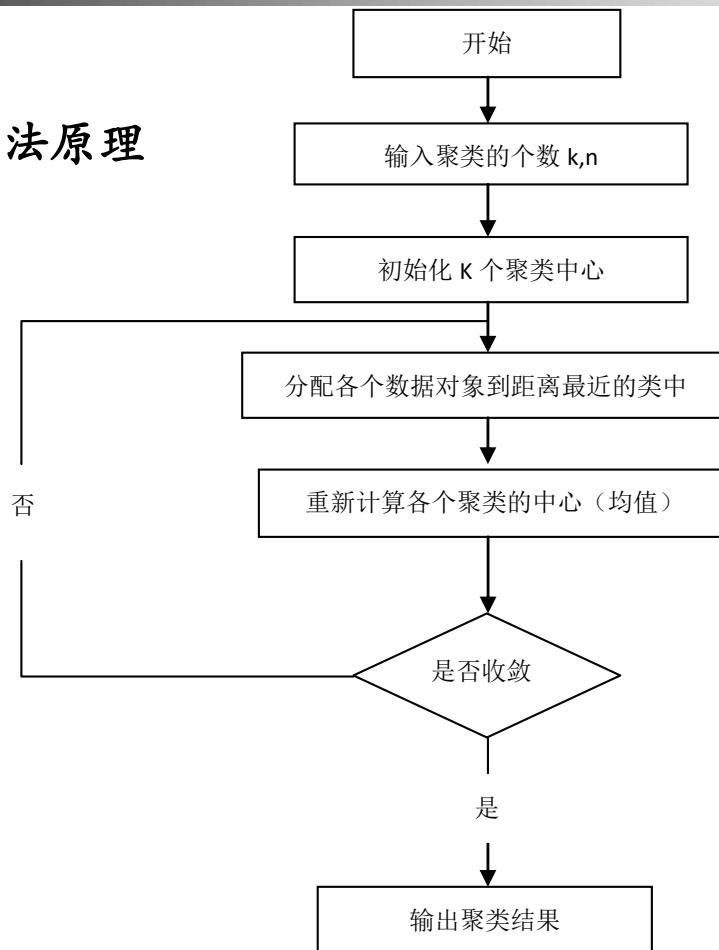 开始
法原理
输入聚类的个数 k,n
初始化 K 个聚类中心
分配各个数据对象到距离最近的类中
重新计算各个聚类的中心（均值）
否
是否收敛
是
输出聚类结果